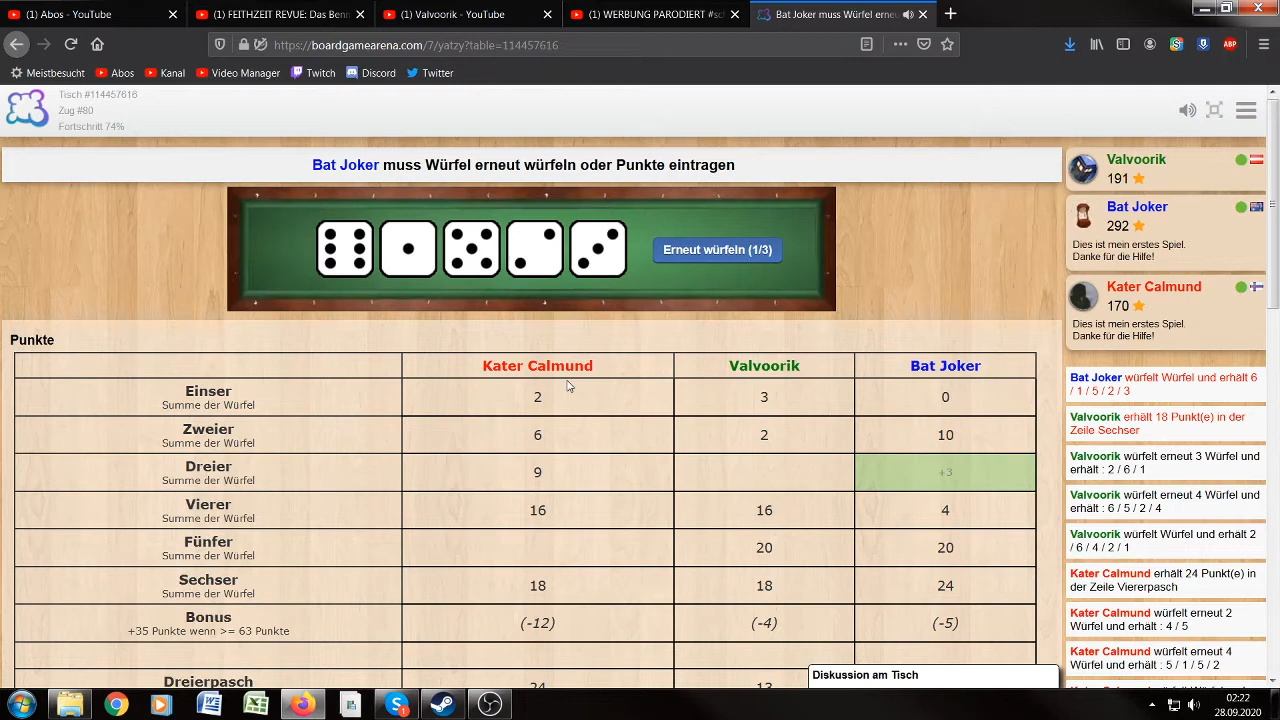 (1) Abos - YouTube
(1) FEITHZEIT REVUE: Das Benn
(1) Valvoorik - YouTube
(1) WERBUNG PARODIERT #sc
Bat Joker muss Würfel erneu
https://boardgamearena.com/7/yatzy?table=114457616
ABP
Meistbesucht
Abos
Kanal
Video Manager
Twitch
Discord
Twitter
Tisch #114457616
Zug #80
Fortschritt 74%
Bat Joker muss Würfel erneut würfeln oder Punkte eintragen
Erneut würfeln (1/3)
Valvoorik
191
Bat Joker
292
Dies ist mein erstes Spiel.
Danke für die Hilfe!
Kater Calmund
170
Dies ist mein erstes Spiel.
Danke für die Hilfe!
Punkte
Kater Calmund Valvoorik Bat Joker
Einser 2 3 0
Summe der Würfel
Zweier 6 2 10
Summe der Würfel
Dreier 9 +3
Summe der Würfel
Vierer 16 16 4
Summe der Würfel
Fünfer 20 20
Summe der Würfel
Sechser 18 18 24
Summe der Würfel
Bonus (-12) (-4) (-5)
+35 Punkte wenn >= 63 Punkte
Dreierpasch 24 13
Bat Joker würfelt Würfel und erhält 6
/ 1 / 5 / 2 / 3
Valvoorik erhält 18 Punkt(e) in der
Zeile Sechser
Valvoorik würfelt erneut 3 Würfel und
erhält : 2 / 6 / 1
Valvoorik würfelt erneut 4 Würfel und
erhält : 6 / 5 / 2 / 4
Valvoorik würfelt Würfel und erhält 2
/ 6 / 4 / 2 / 1
Kater Calmund erhält 24 Punkt(e) in
der Zeile Viererpasch
Kater Calmund würfelt erneut 2
Würfel und erhält : 4 / 5
Kater Calmund würfelt erneut 4
Würfel und erhält : 5 / 1 / 5 / 2
Diskussion am Tisch
02:22
28.09.2020